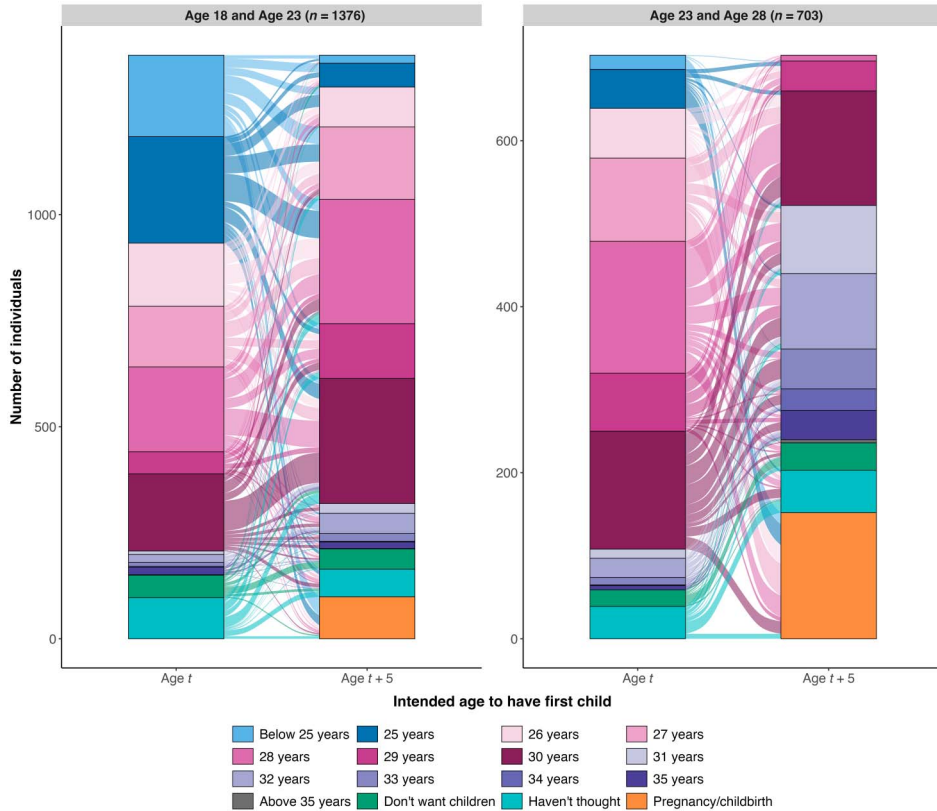 Age 18 and Age 23 (n = 1376)
Age 23 and Age 28 (n = 703)
Number of individuals
1000
500
0
600
400
200
0
Age t
Age t + 5
Age t
Age t + 5
Intended age to have first child
Below 25 years
25 years
26 years
27 years
28 years
29 years
30 years
31 years
32 years
33 years
34 years
35 years
Above 35 years
Don't want children
Haven't thought
Pregnancy/childbirth